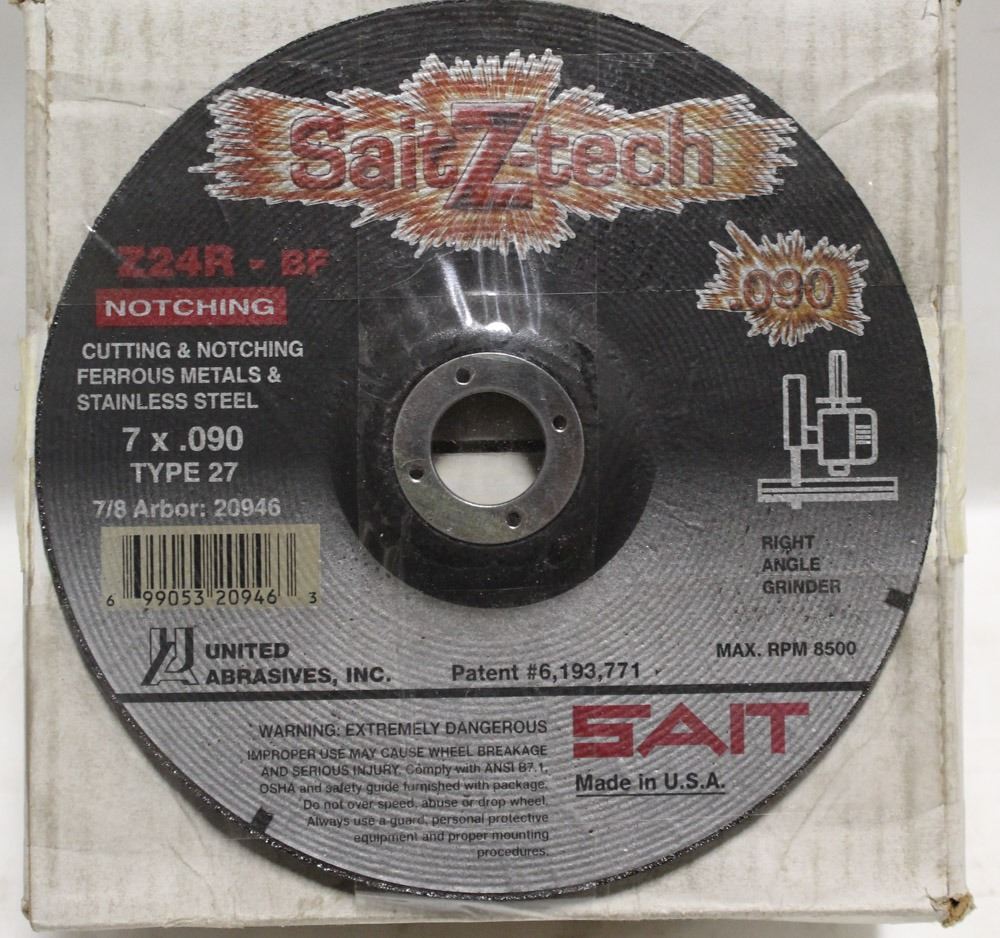 Sait Z-tech
Z24R - BF
.090
NOTCHING
CUTTING & NOTCHING
FERROUS METALS &
STAINLESS STEEL
7 x .090
TYPE 27
7/8 Arbor: 20946
6 99053 20946 3
RIGHT
ANGLE
GRINDER
UNITED
ABRASIVES, INC.
Patent #6,193,771
MAX. RPM 8500
WARNING: EXTREMELY DANGEROUS
IMPROPER USE MAY CAUSE WHEEL BREAKAGE
AND SERIOUS INJURY. Comply with ANSI B7.1,
OSHA and safety guide furnished with package.
Do not over speed, abuse or drop wheel.
Always use a guard, personal protective
equipment and proper mounting
procedures.
SAIT
Made in U.S.A.